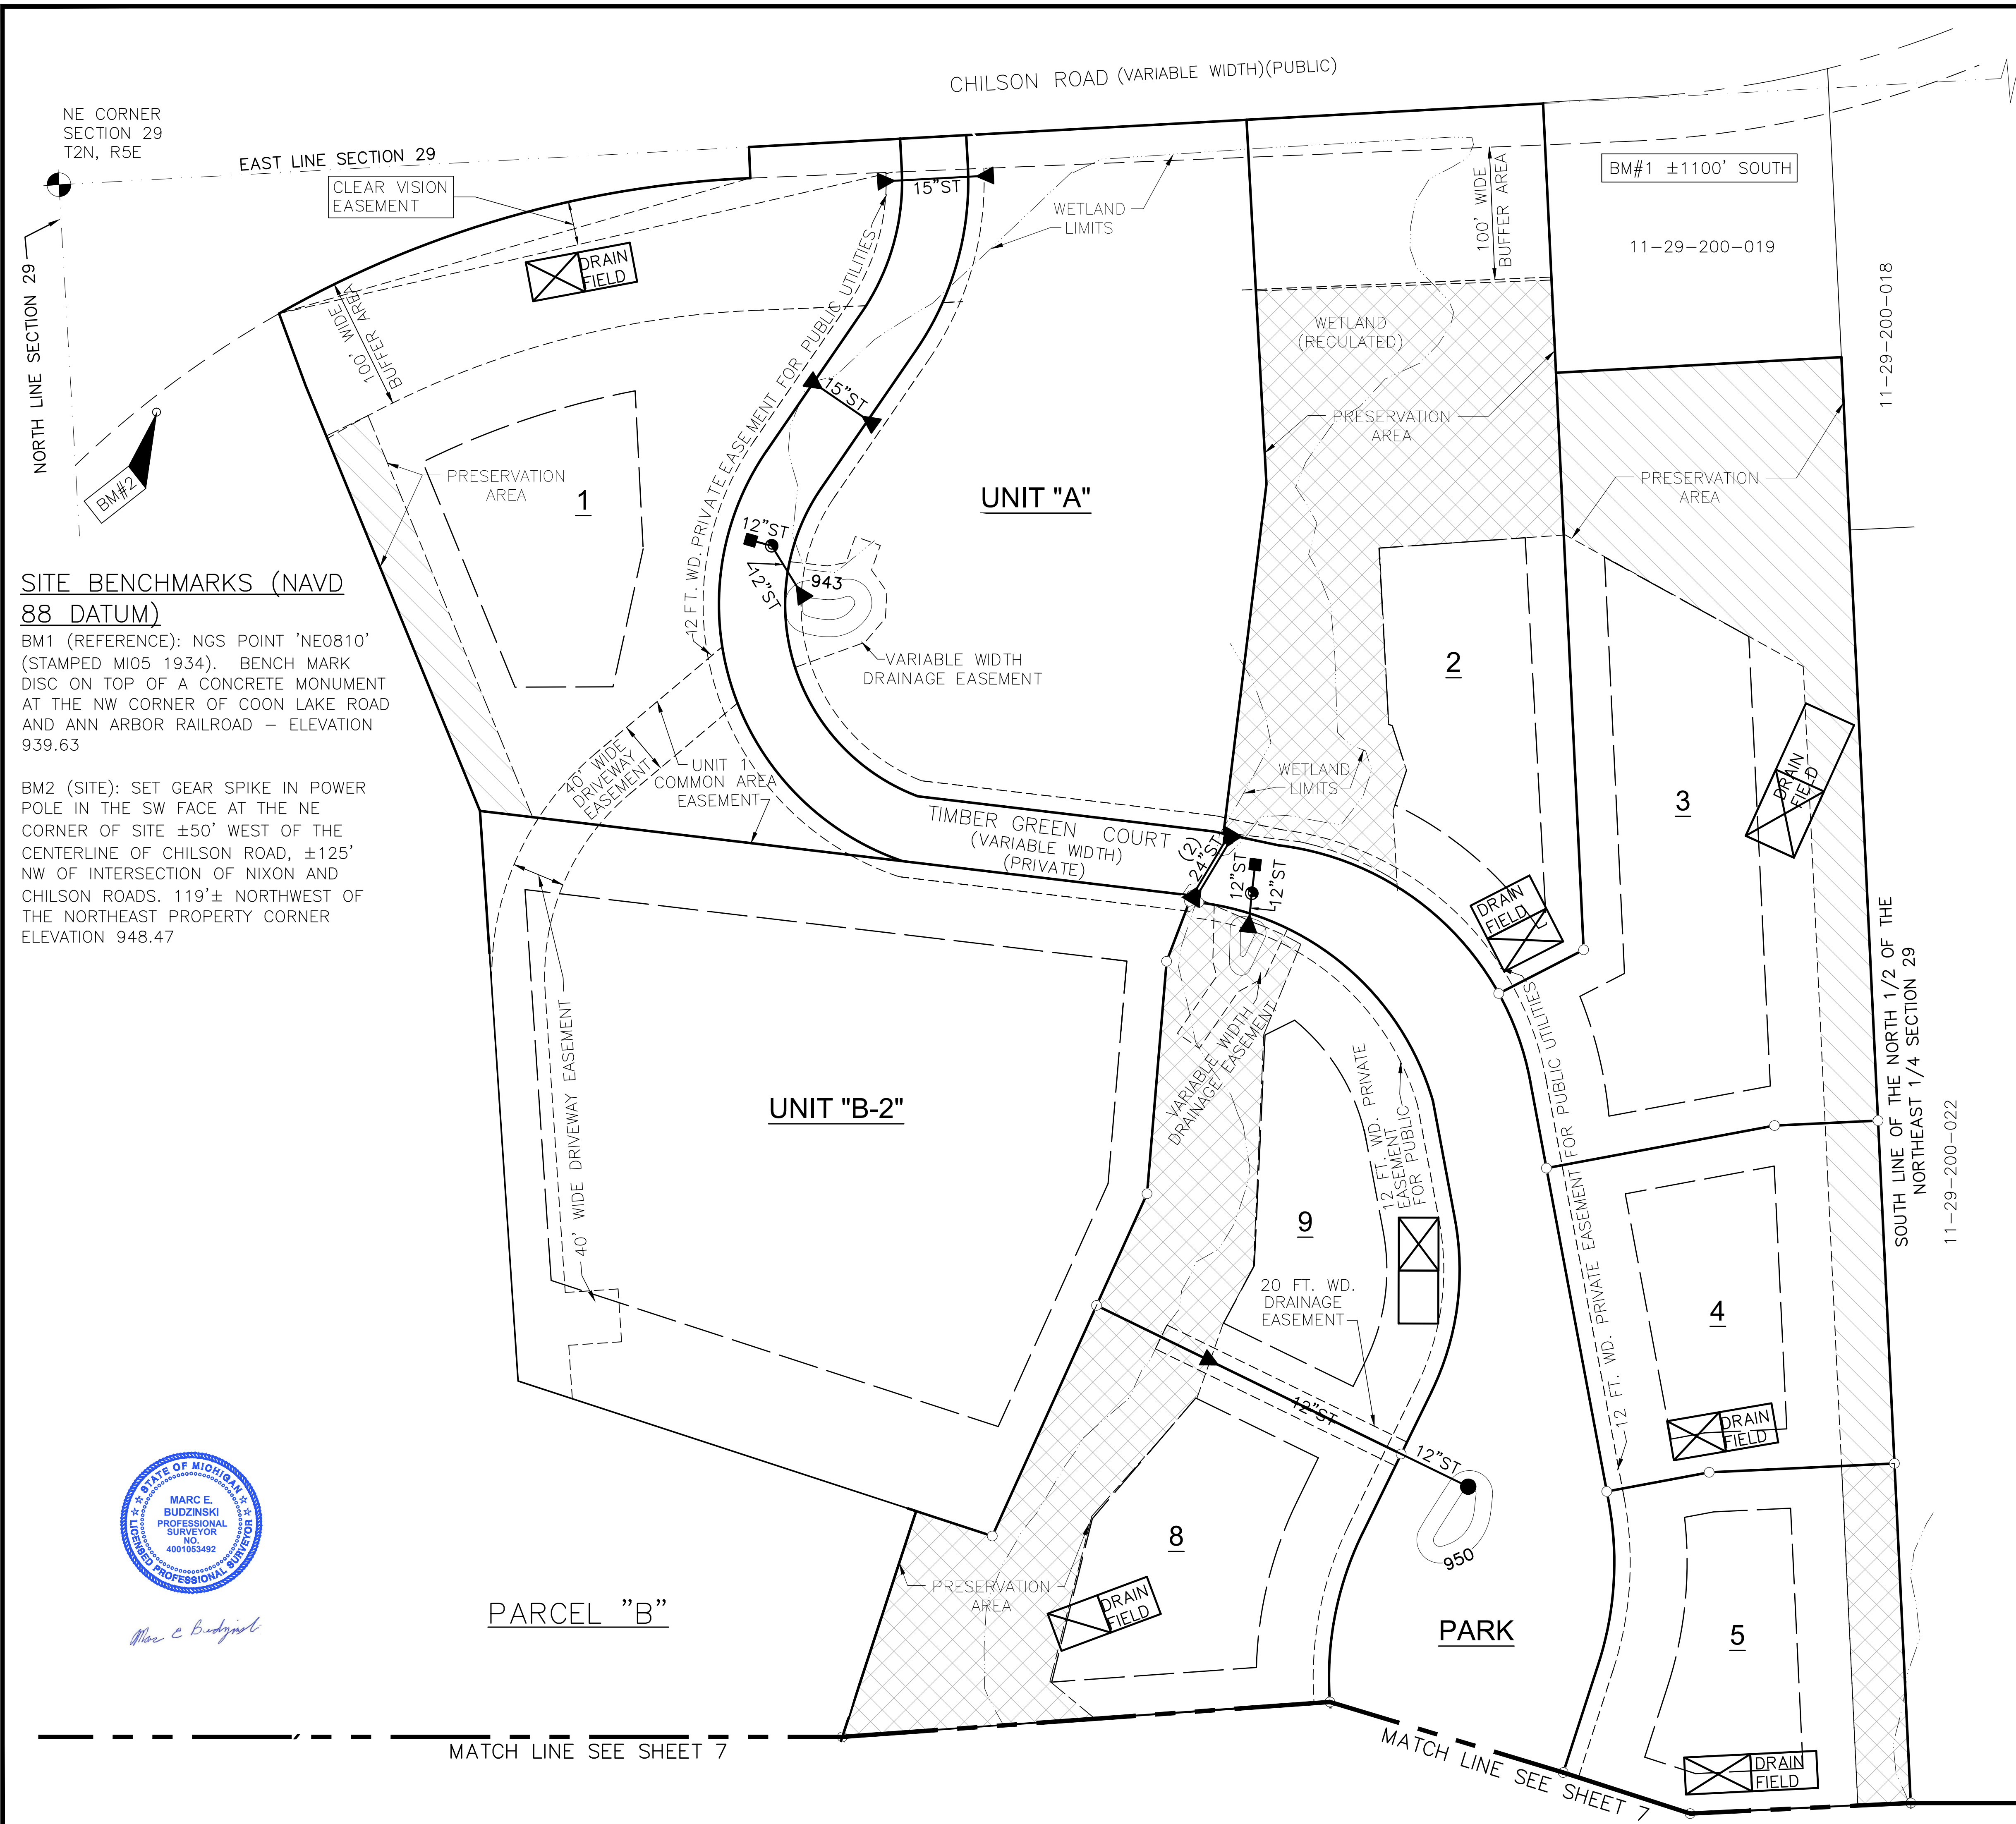 CHILSON ROAD (VARIABLE WIDTH)(PUBLIC)
NE CORNER
SECTION 29
T2N, R5E
EAST LINE SECTION 29
CLEAR VISION
EASEMENT
NORTH LINE SECTION 29
BM#2
100' WIDE
BUFFER AREA
DRAIN
FIELD
15"ST
WETLAND
LIMITS
100' WIDE
BUFFER AREA
BM#1 ±1100' SOUTH
11-29-200-019
11-29-200-018
WETLAND
(REGULATED)
PRESERVATION
AREA
PRESERVATION
AREA
PRESERVATION
AREA
1
12 FT. WD. PRIVATE EASEMENT FOR PUBLIC UTILITIES
15"ST
UNIT "A"
12"ST
12"ST
943
VARIABLE WIDTH
DRAINAGE EASEMENT
SITE BENCHMARKS (NAVD
88 DATUM)
BM1 (REFERENCE): NGS POINT 'NE0810'
(STAMPED MI05 1934). BENCH MARK
DISC ON TOP OF A CONCRETE MONUMENT
AT THE NW CORNER OF COON LAKE ROAD
AND ANN ARBOR RAILROAD – ELEVATION
939.63
BM2 (SITE): SET GEAR SPIKE IN POWER
POLE IN THE SW FACE AT THE NE
CORNER OF SITE ±50' WEST OF THE
CENTERLINE OF CHILSON ROAD, ±125'
NW OF INTERSECTION OF NIXON AND
CHILSON ROADS. 119'± NORTHWEST OF
THE NORTHEAST PROPERTY CORNER
ELEVATION 948.47
40' WIDE
DRIVEWAY
EASEMENT
UNIT 1
COMMON AREA
EASEMENT
TIMBER GREEN COURT
(VARIABLE WIDTH)
(PRIVATE)
(2)
24"ST
12"ST
12"ST
WETLAND
LIMITS
2
3
DRAIN
FIELD
DRAIN
FIELD
40' WIDE DRIVEWAY EASEMENT
UNIT "B-2"
VARIABLE WIDTH
DRAINAGE EASEMENT
12 FT. WD. PRIVATE
EASEMENT
FOR PUBLIC
12 FT. WD. PRIVATE EASEMENT FOR PUBLIC UTILITIES
SOUTH LINE OF THE NORTH 1/2 OF THE
NORTHEAST 1/4 SECTION 29
11-29-200-022
9
20 FT. WD.
DRAINAGE
EASEMENT
4
DRAIN
FIELD
12"ST
12"ST
950
8
PRESERVATION
AREA
DRAIN
FIELD
PARK
5
DRAIN
FIELD
STATE OF MICHIGAN
MARC E.
BUDZINSKI
PROFESSIONAL
SURVEYOR
NO.
4001053492
LICENSED PROFESSIONAL SURVEYOR
Marc E Budzinski
PARCEL "B"
MATCH LINE SEE SHEET 7
MATCH LINE SEE SHEET 7